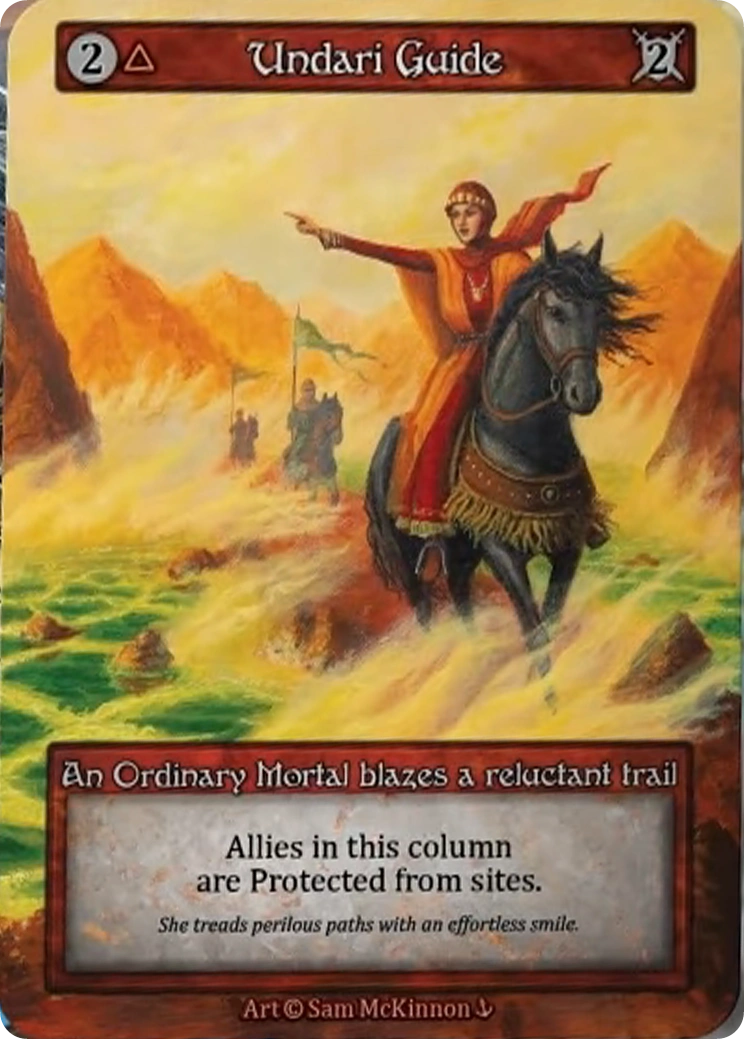 2 Undari Guide 2
An Ordinary Mortal blazes a reluctant trail
Allies in this column
are Protected from sites.
She treads perilous paths with an effortless smile.
Art © Sam McKinnon